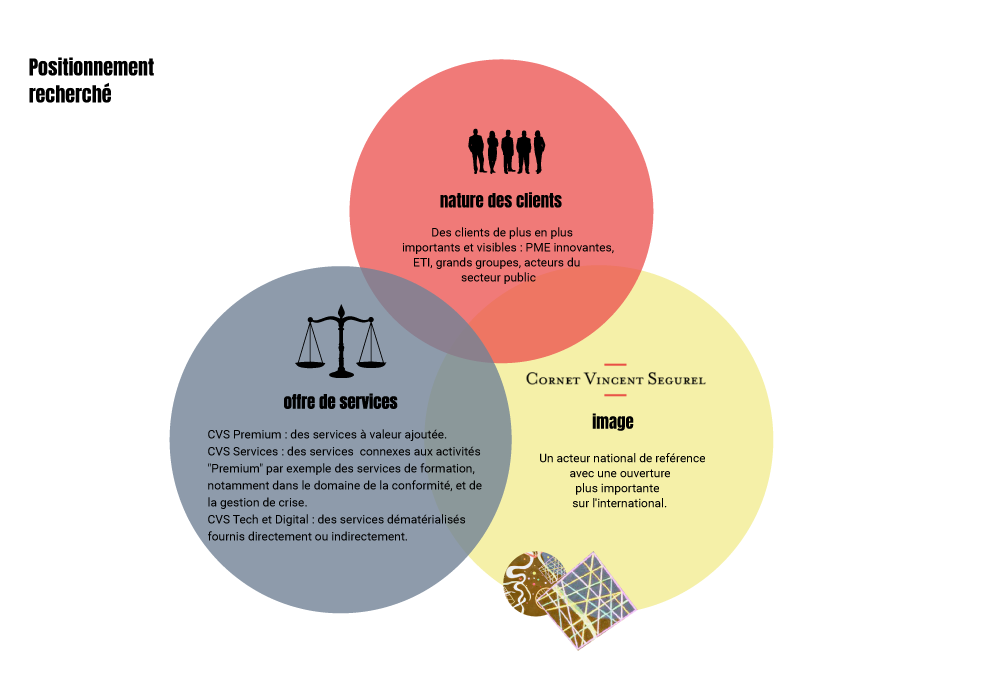 Positionnement
recherché
nature des clients
Des clients de plus en plus
importants et visibles : PME innovantes,
ETI, grands groupes, acteurs du
secteur public
offre de services
CVS Premium : des services à valeur ajoutée.
CVS Services : des services connexes aux activités
"Premium" par exemple des services de formation,
notamment dans le domaine de la conformité, et de
la gestion de crise.
CVS Tech et Digital : des services dématérialisés
fournis directement ou indirectement.
CORNET VINCENT SEGUREL
image
Un acteur national de reférence
avec une ouverture
plus importante
sur l'international.